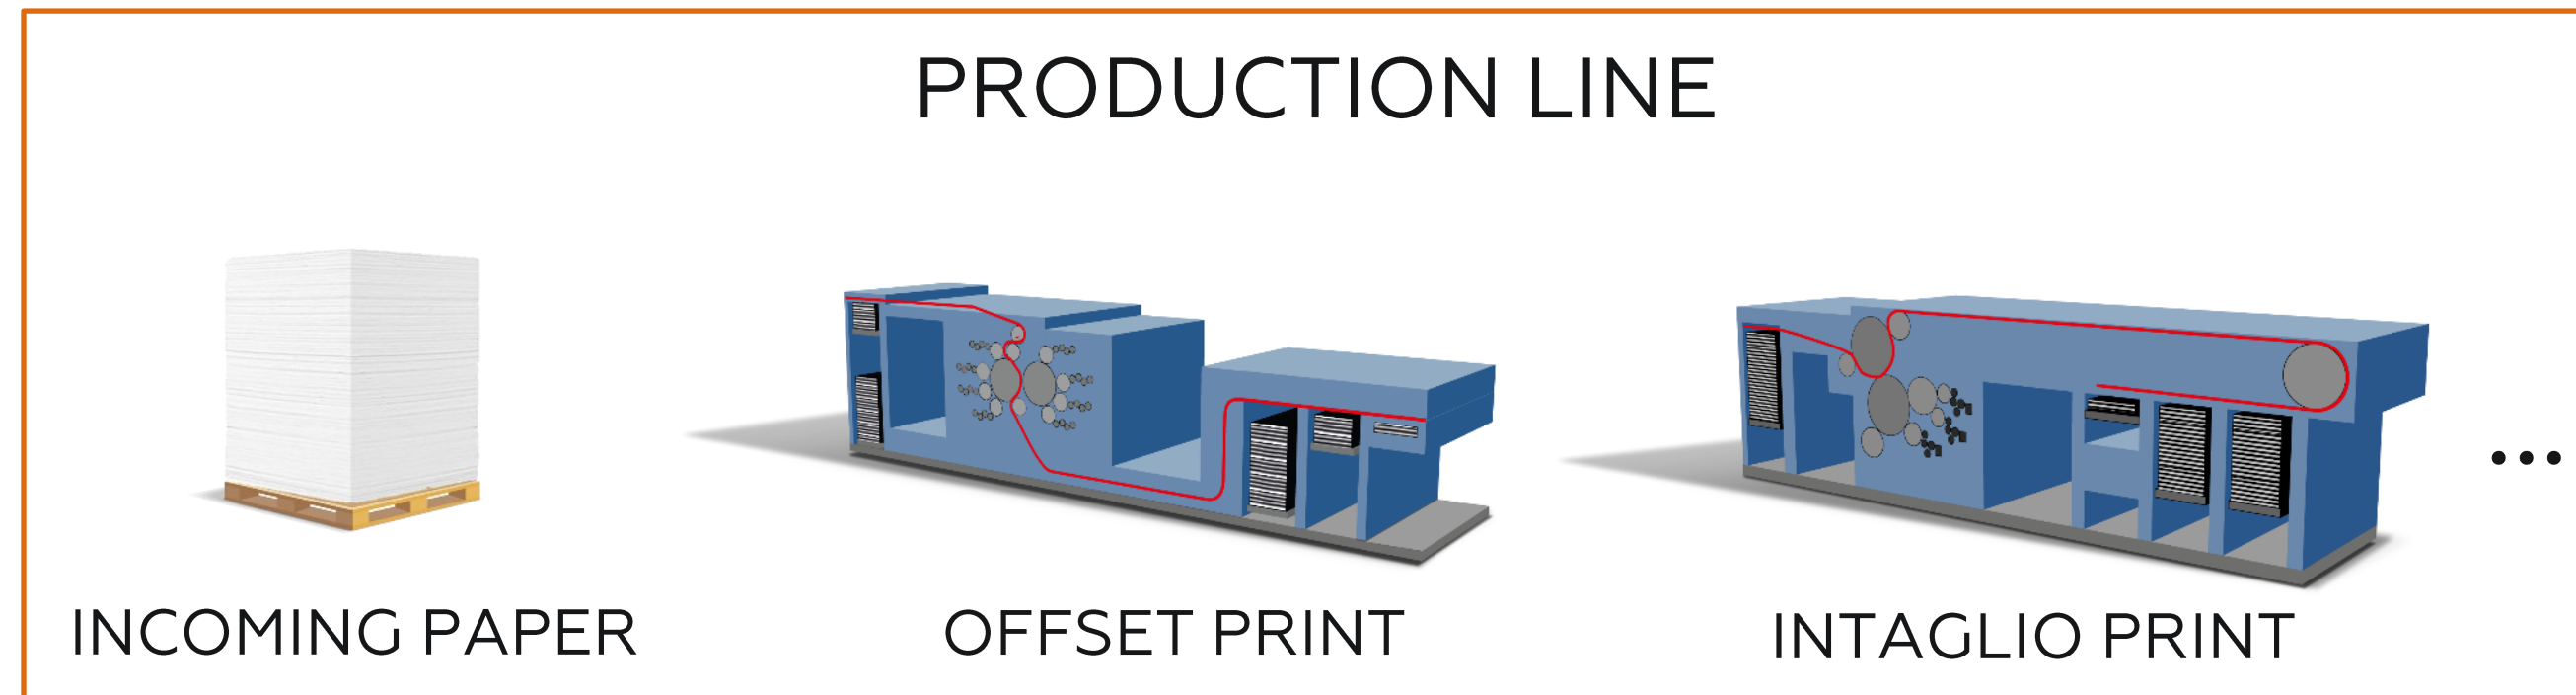 PRODUCTION LINE
INCOMING PAPER
OFFSET PRINT
INTAGLIO PRINT
...